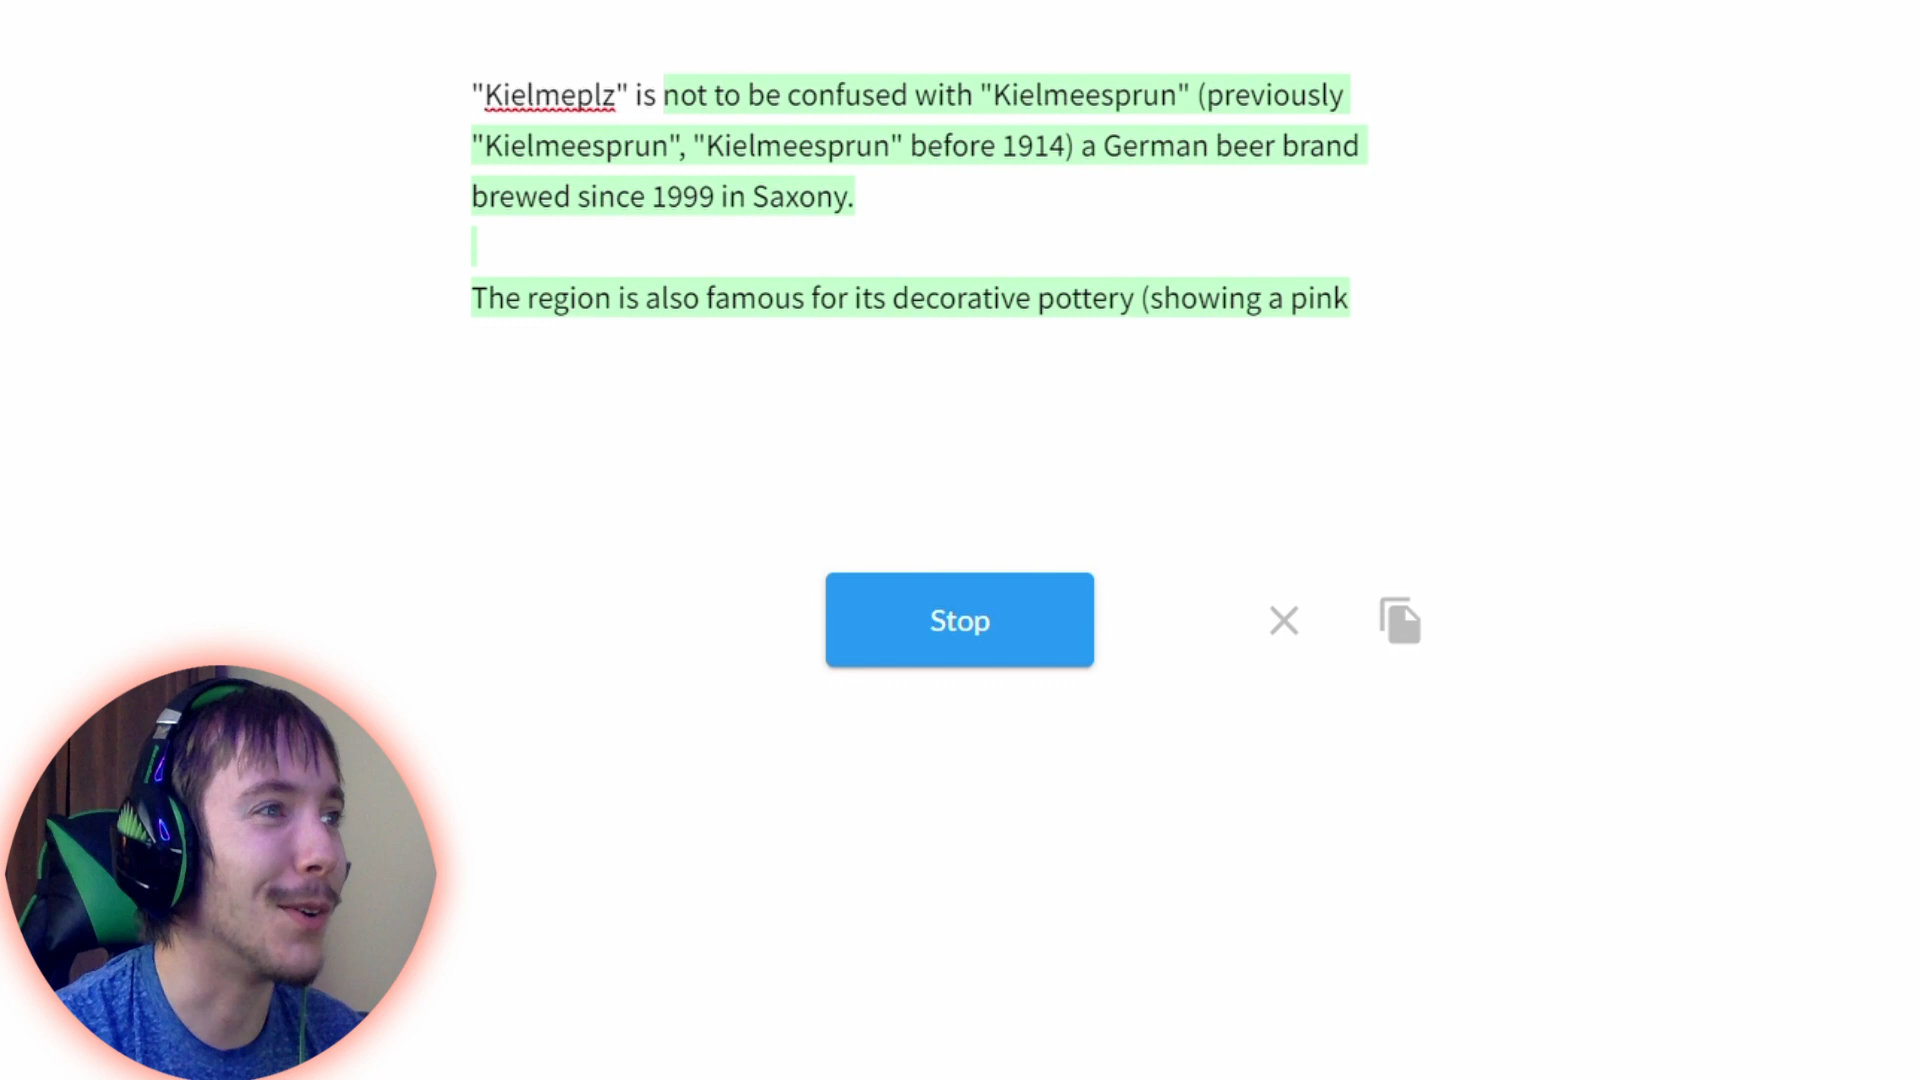 "Kielmeplz" is not to be confused with "Kielmeesprun" (previously
"Kielmeesprun", "Kielmeesprun" before 1914) a German beer brand
brewed since 1999 in Saxony.
The region is also famous for its decorative pottery (showing a pink
Stop